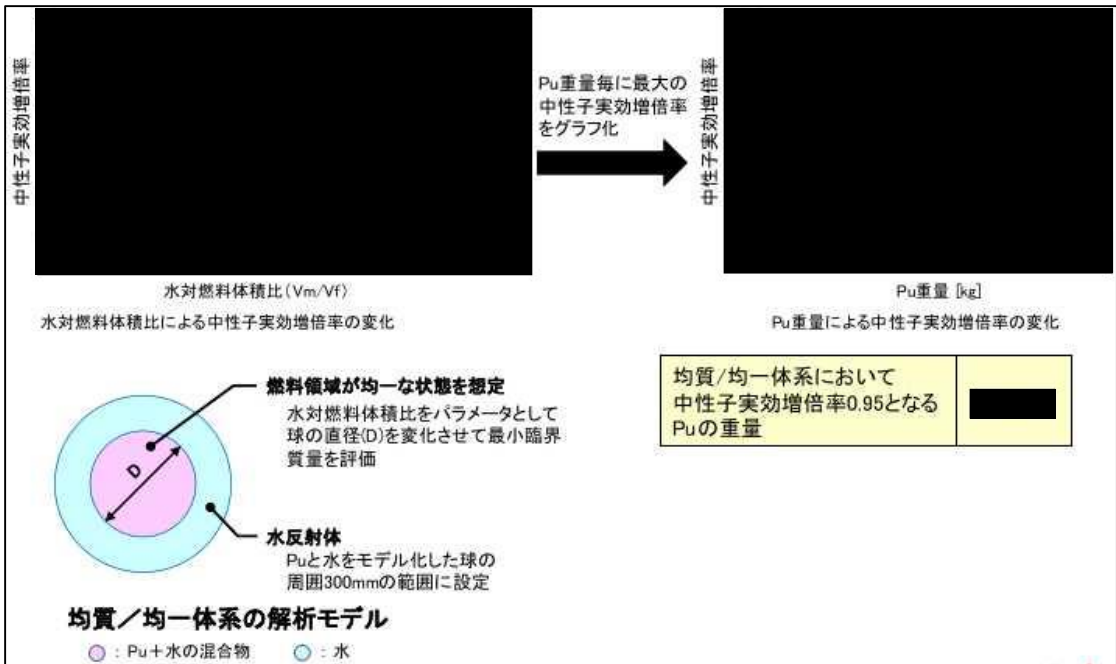 中性子実効増倍率
Pu重量毎に最大の
中性子実効増倍率
をグラフ化
中性子実効増倍率
水対燃料体積比(Vm/Vf)
水対燃料体積比による中性子実効増倍率の変化
Pu重量 [kg]
Pu重量による中性子実効増倍率の変化
燃料領域が均一な状態を想定
水対燃料体積比をパラメータとして
球の直径(D)を変化させて最小臨界
質量を評価
D
水反射体
Puと水をモデル化した球の
周囲300mmの範囲に設定
均質/均一体系において
中性子実効増倍率0.95となる
Puの重量
均質/均一体系の解析モデル
:Pu+水の混合物
:水